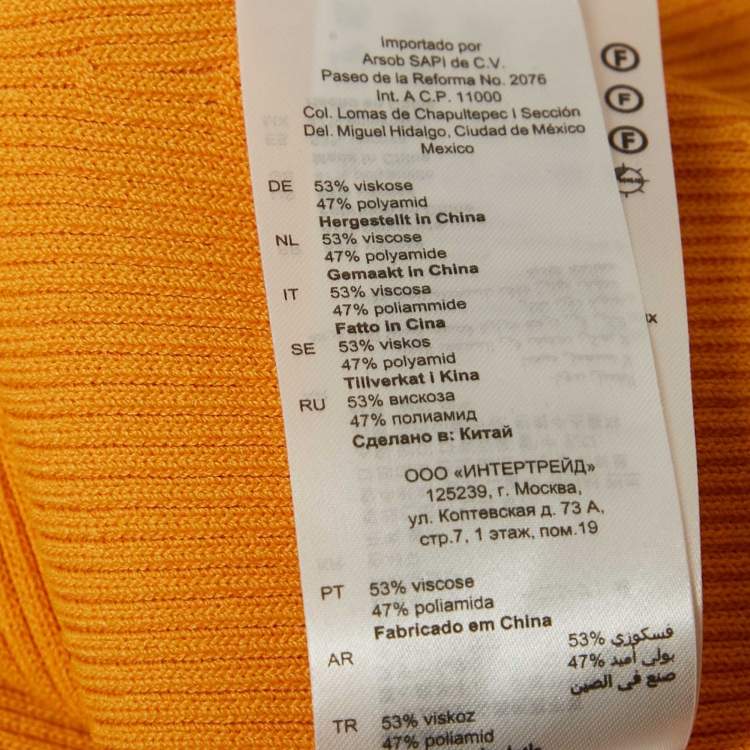 Importado por
Arsob SAPI de C.V.
Paseo de la Reforma No. 2076
Int. A C.P. 11000
Col. Lomas de Chapultepec I Sección
Del. Miguel Hidalgo, Ciudad de México
Mexico
F
F
F
DE 53% viskose
47% polyamid
Hergestellt in China
NL 53% viscose
47% polyamide
Gemaakt in China
IT 53% viscosa
47% poliammide
Fatto in Cina
SE 53% viskos
47% polyamid
Tillverkat i Kina
RU 53% вискоза
47% полиамид
Сделано в: Китай
ООО «ИНТЕРТРЕЙД»
125239, г. Москва,
ул. Коптевская д. 73 А,
стр.7, 1 этаж, пом.19
PT 53% viscose
47% poliamida
Fabricado em China
AR 53% فسكوزي
47% بولي أميد
صنع في الصين
TR 53% viskoz
47% poliamid